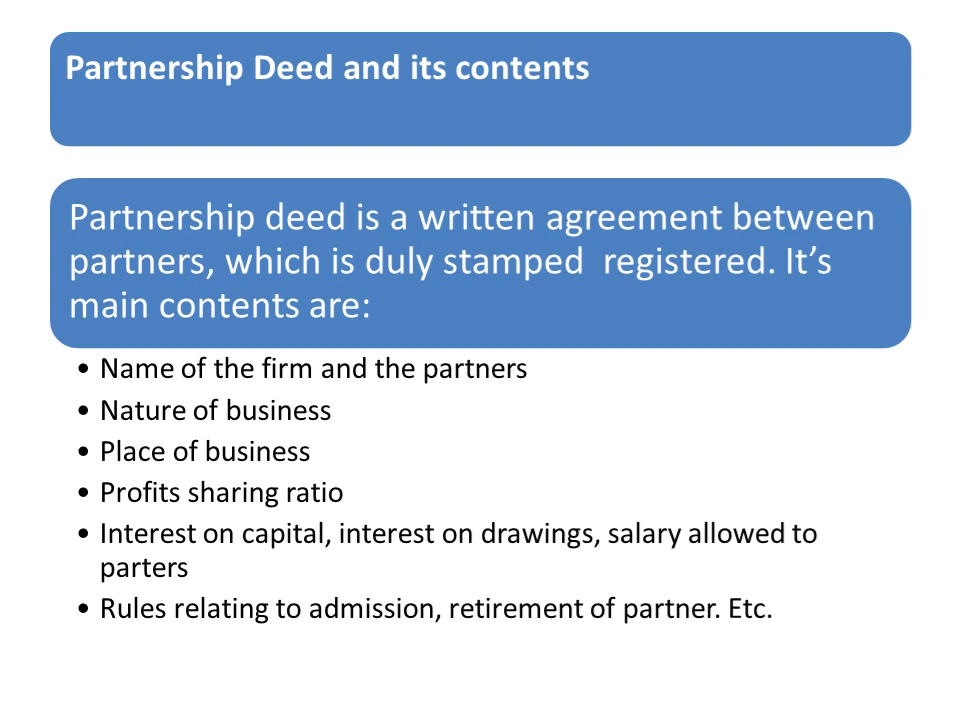 Partnership Deed and its contents
Partnership deed is a written agreement between
partners, which is duly stamped  registered. It’s
main contents are:
• Name of the firm and the partners
• Nature of business
• Place of business
• Profits sharing ratio
• Interest on capital, interest on drawings, salary allowed to
parters
• Rules relating to admission, retirement of partner. Etc.